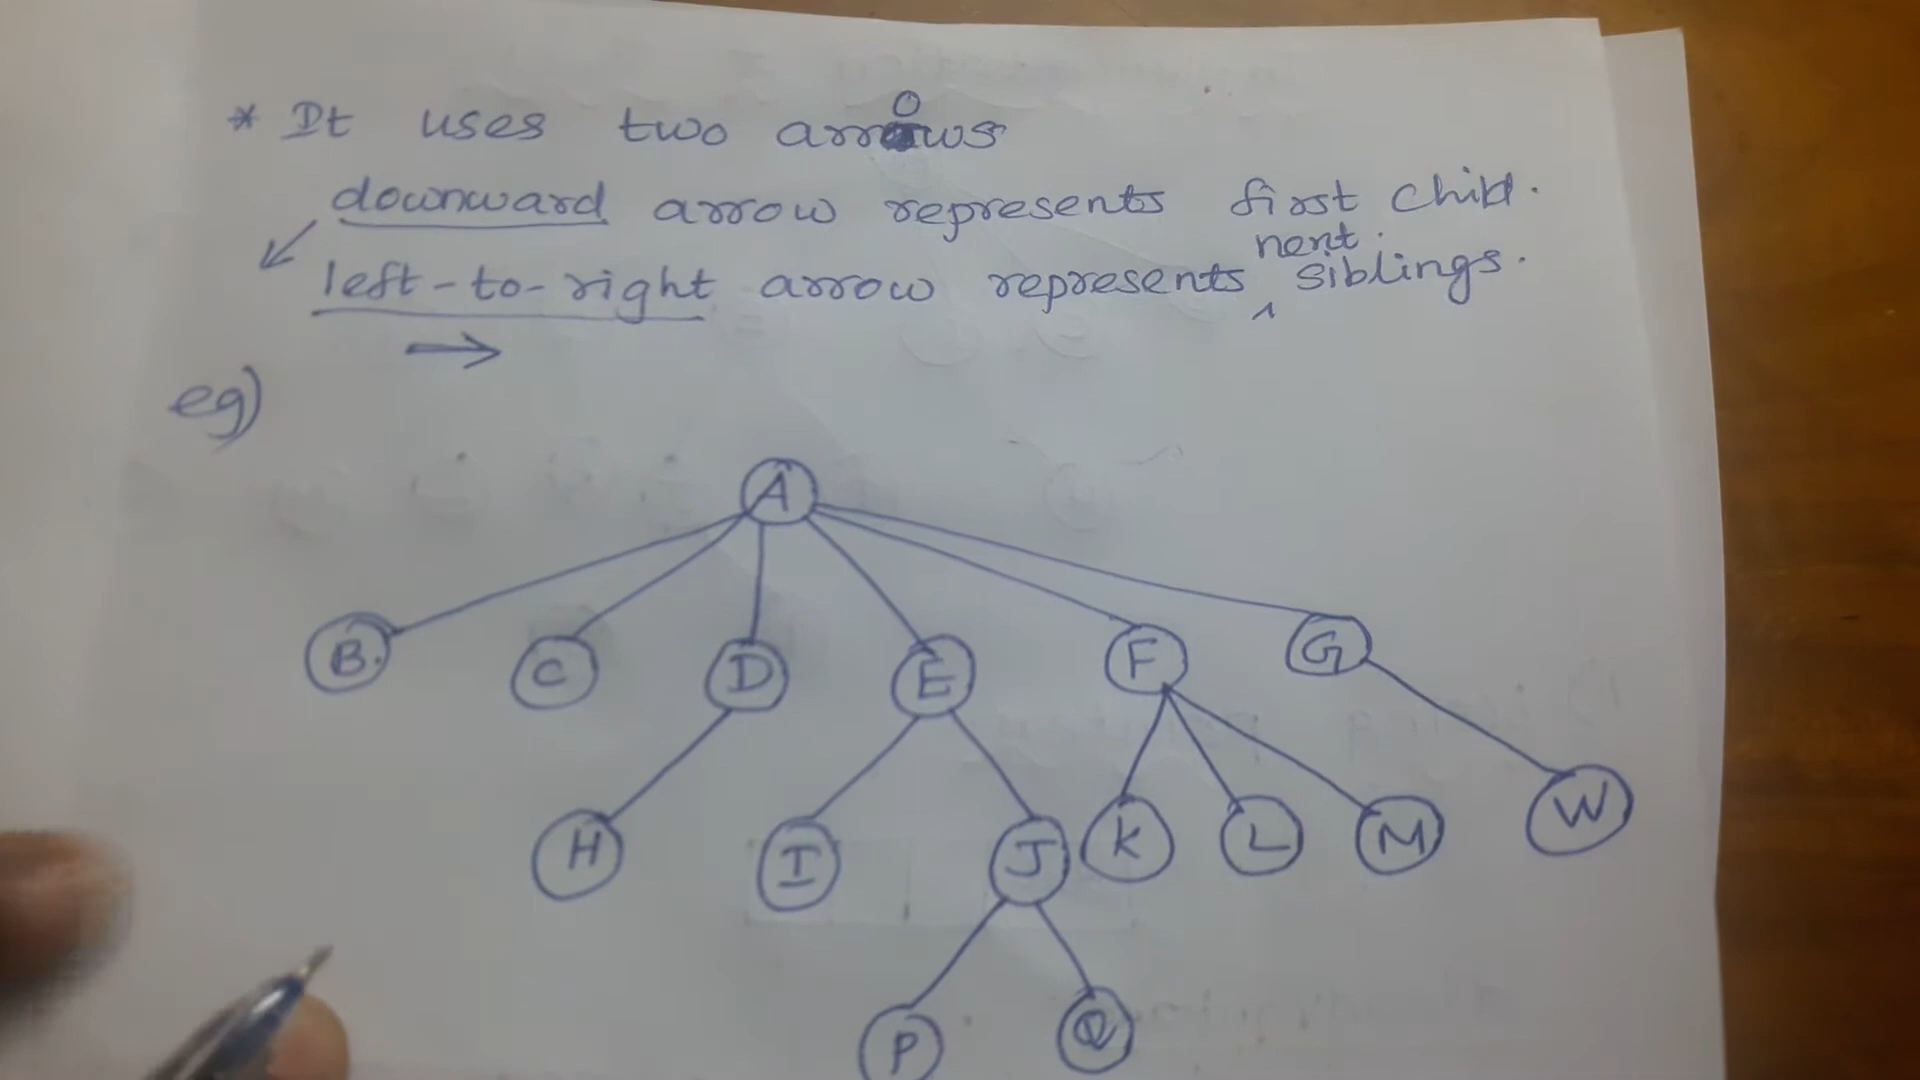 * It uses two arrows
downward arrow represents first child.
next
left-to-right arrow represents siblings.
eg)
A
B. C D E F G
H I J K L M W
P Q